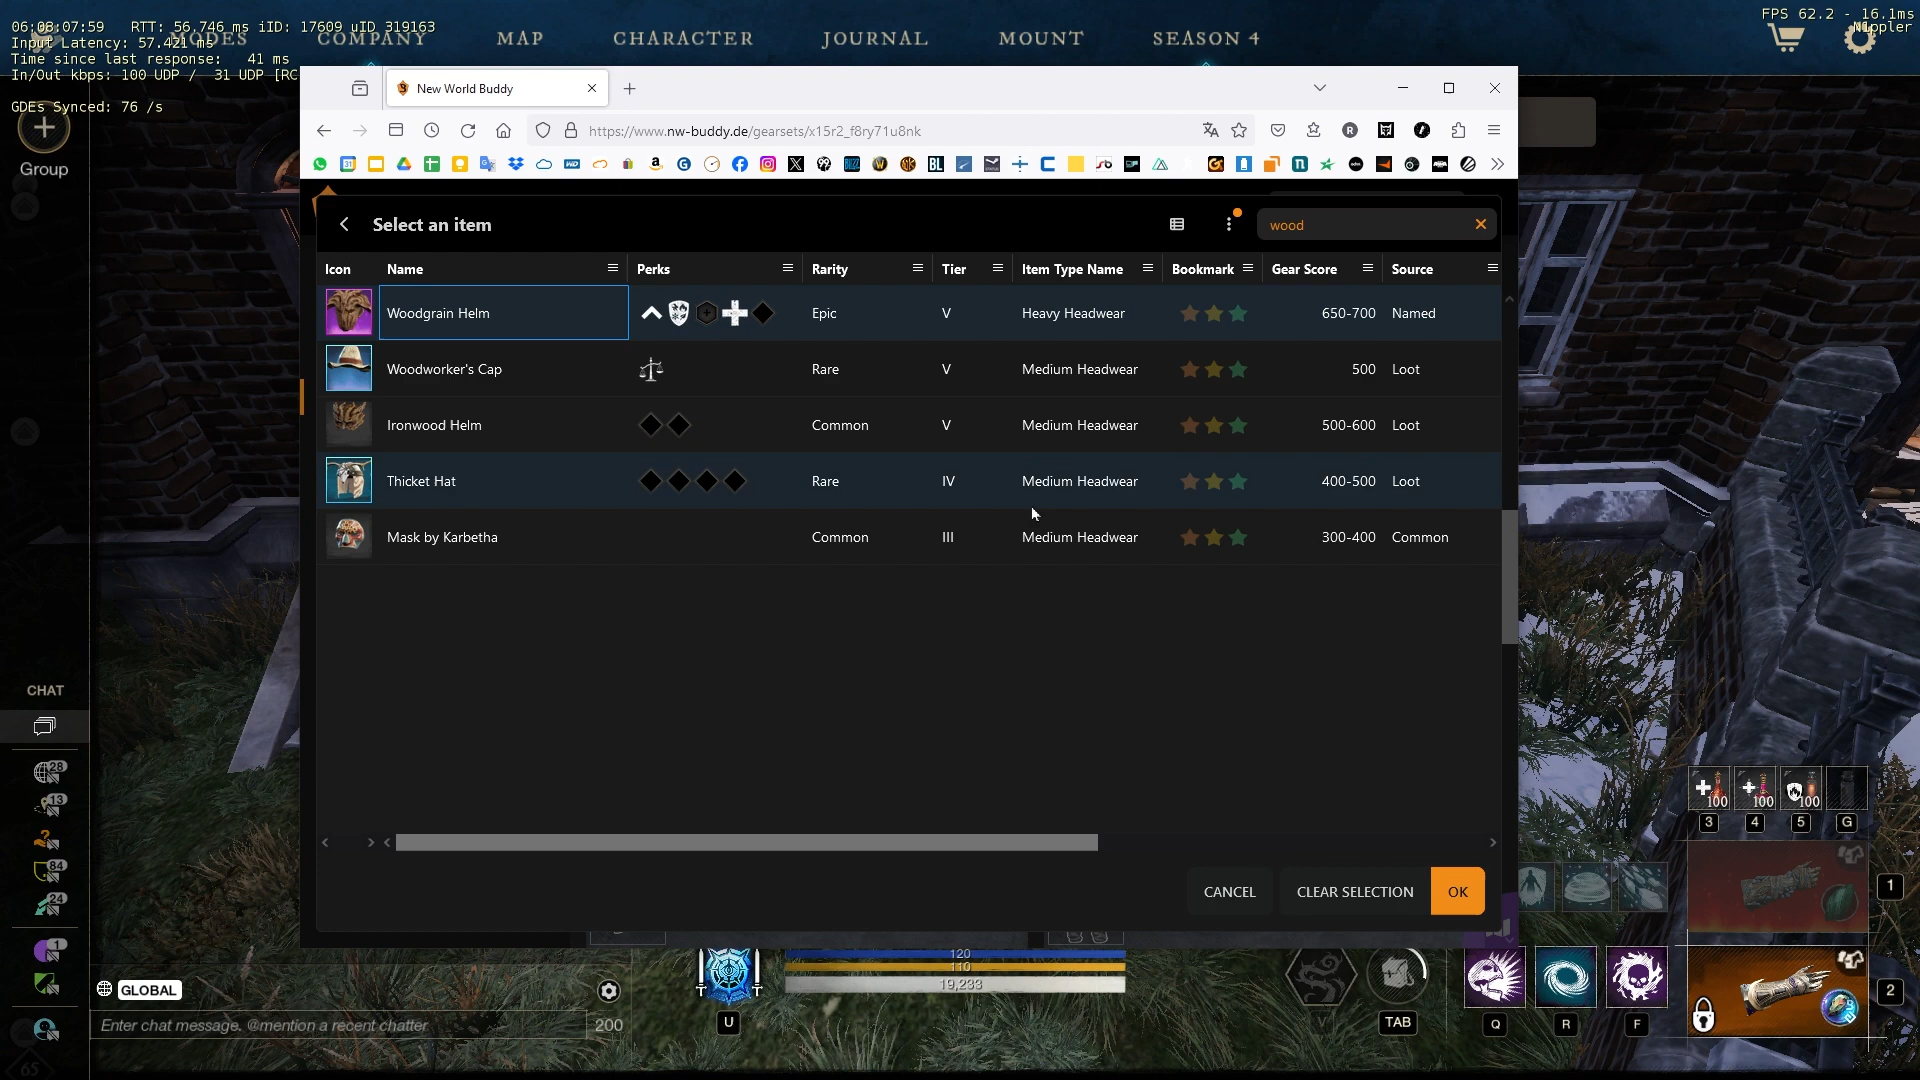 06:08:07:59 RTT: 56.746 ms iID: 17609 uID 319163
Input Latency: 57.421 ms
Time since last response: 41 ms
In/Out kbps: 100 UDP / 31 UDP [RC
GDEs Synced: 76 /s
FPS 62.2 - 16.1ms
COMPANY MAP CHARACTER JOURNAL MOUNT SEASON 4
Group
New World Buddy
https://www.nw-buddy.de/gearsets/x15r2_f8ry71u8nk
Select an item
wood
Icon Name Perks Rarity Tier Item Type Name Bookmark Gear Score Source
Woodgrain Helm Epic V Heavy Headwear 650-700 Named
Woodworker's Cap Rare V Medium Headwear 500 Loot
Ironwood Helm Common V Medium Headwear 500-600 Loot
Thicket Hat Rare IV Medium Headwear 400-500 Loot
Mask by Karbetha Common III Medium Headwear 300-400 Common
CANCEL CLEAR SELECTION OK
CHAT
28
13
84
24
1
GLOBAL
Enter chat message. @mention a recent chatter
200
65
120
110
19,233
U
TAB
Q R F
100 100 100
3 4 5 G
1
2